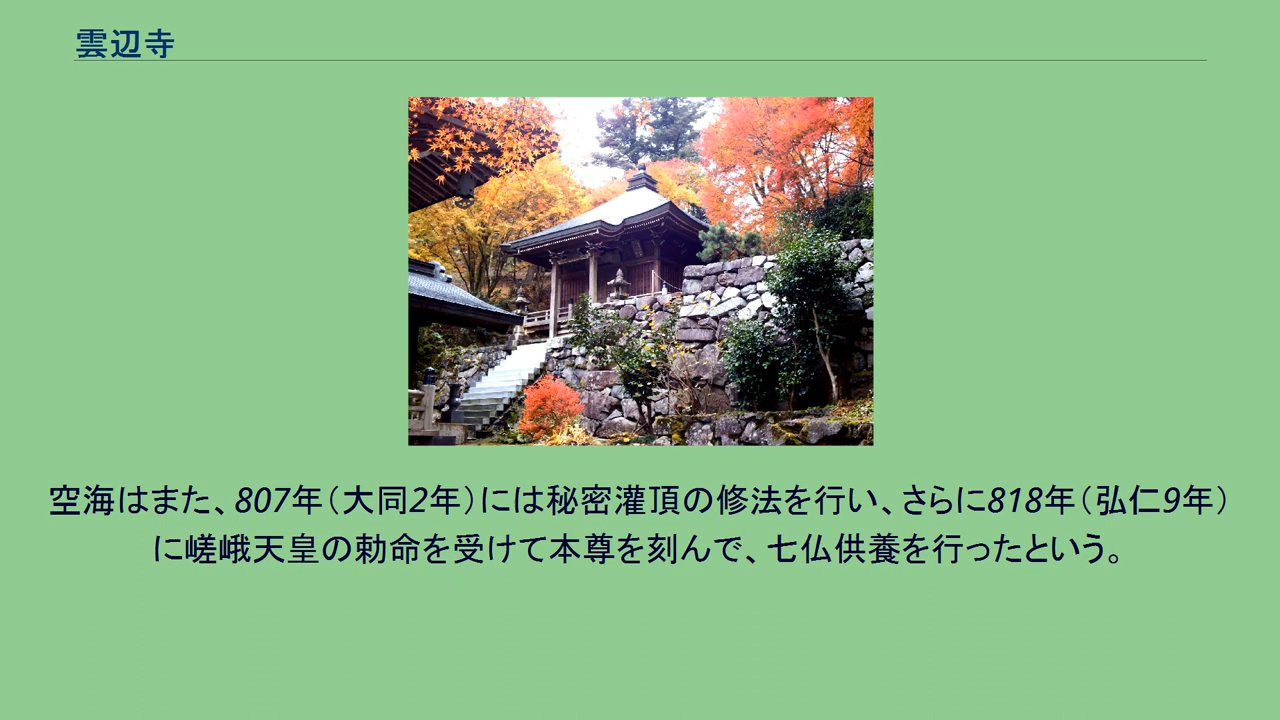 雲辺寺
空海はまた、807年（大同2年）には秘密灌頂の修法を行い、さらに818年（弘仁9年）
に嵯峨天皇の勅命を受けて本尊を刻んで、七仏供養を行ったという。